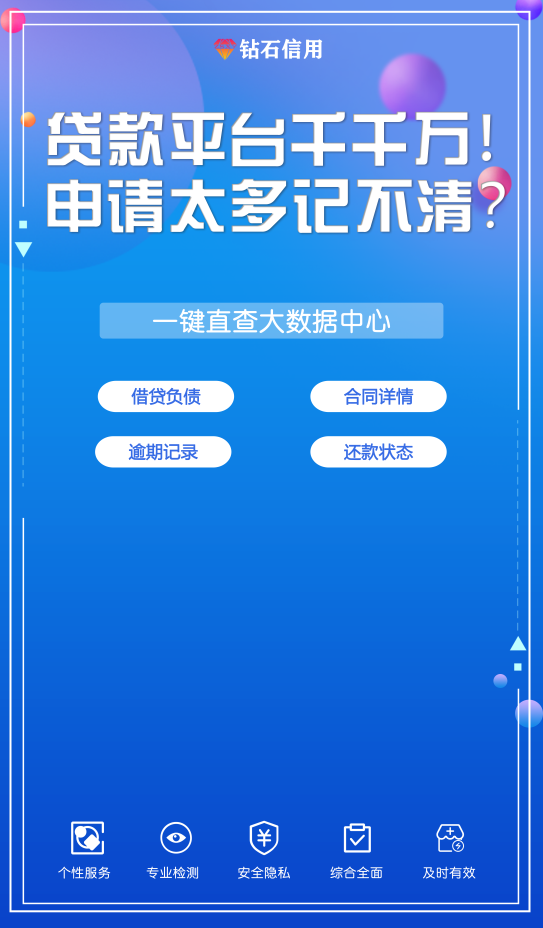 钻石信用
贷款平台千千万!
申请太多记不清?
一键直查大数据中心
借贷负债 合同详情
逾期记录 还款状态
个性服务 专业检测 安全隐私 综合全面 及时有效